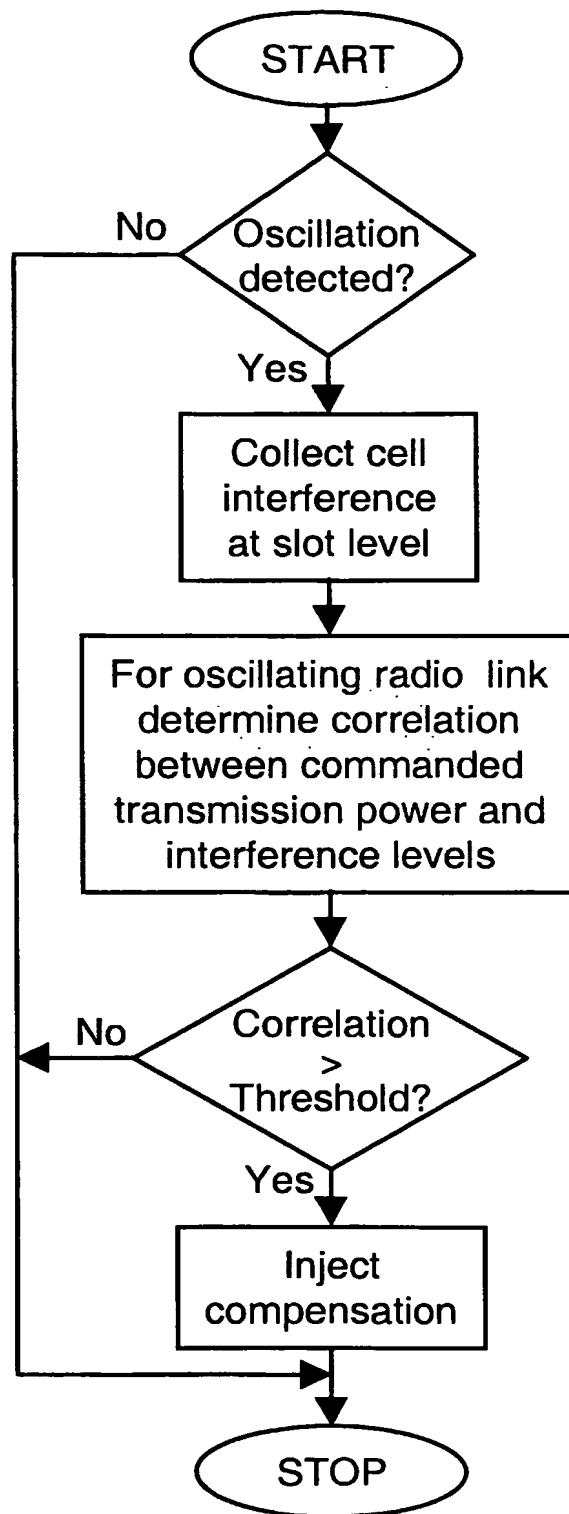 START
No
Oscillation
detected?
Yes
Collect cell
interference
at slot level
For oscillating radio link
determine correlation
between commanded
transmission power and
interference levels
No
Correlation
>
Threshold?
Yes
Inject
compensation
STOP